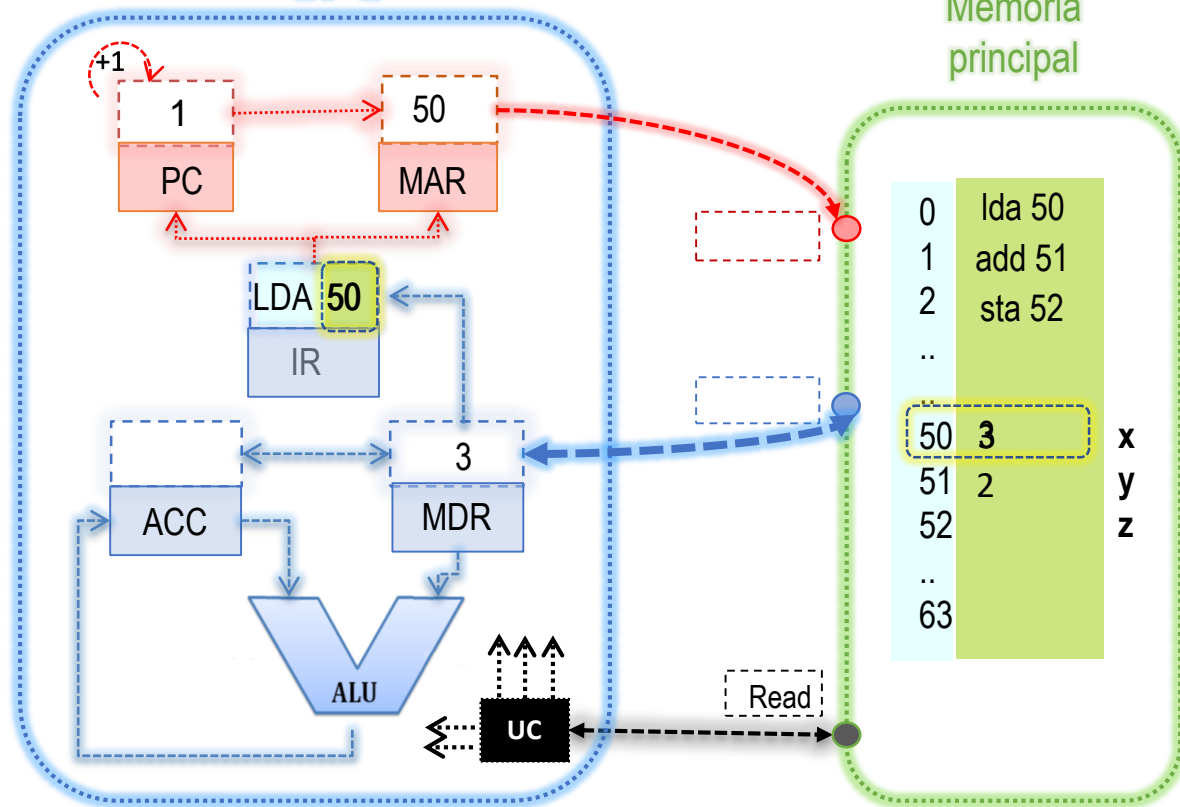 Memoria
principal
+1
1
50
PC
MAR
LDA 50
IR
3
ACC
MDR
ALU
UC
Read
0 lda 50
1 add 51
2 sta 52
..
..
50 3 x
51 2 y
52 z
..
63